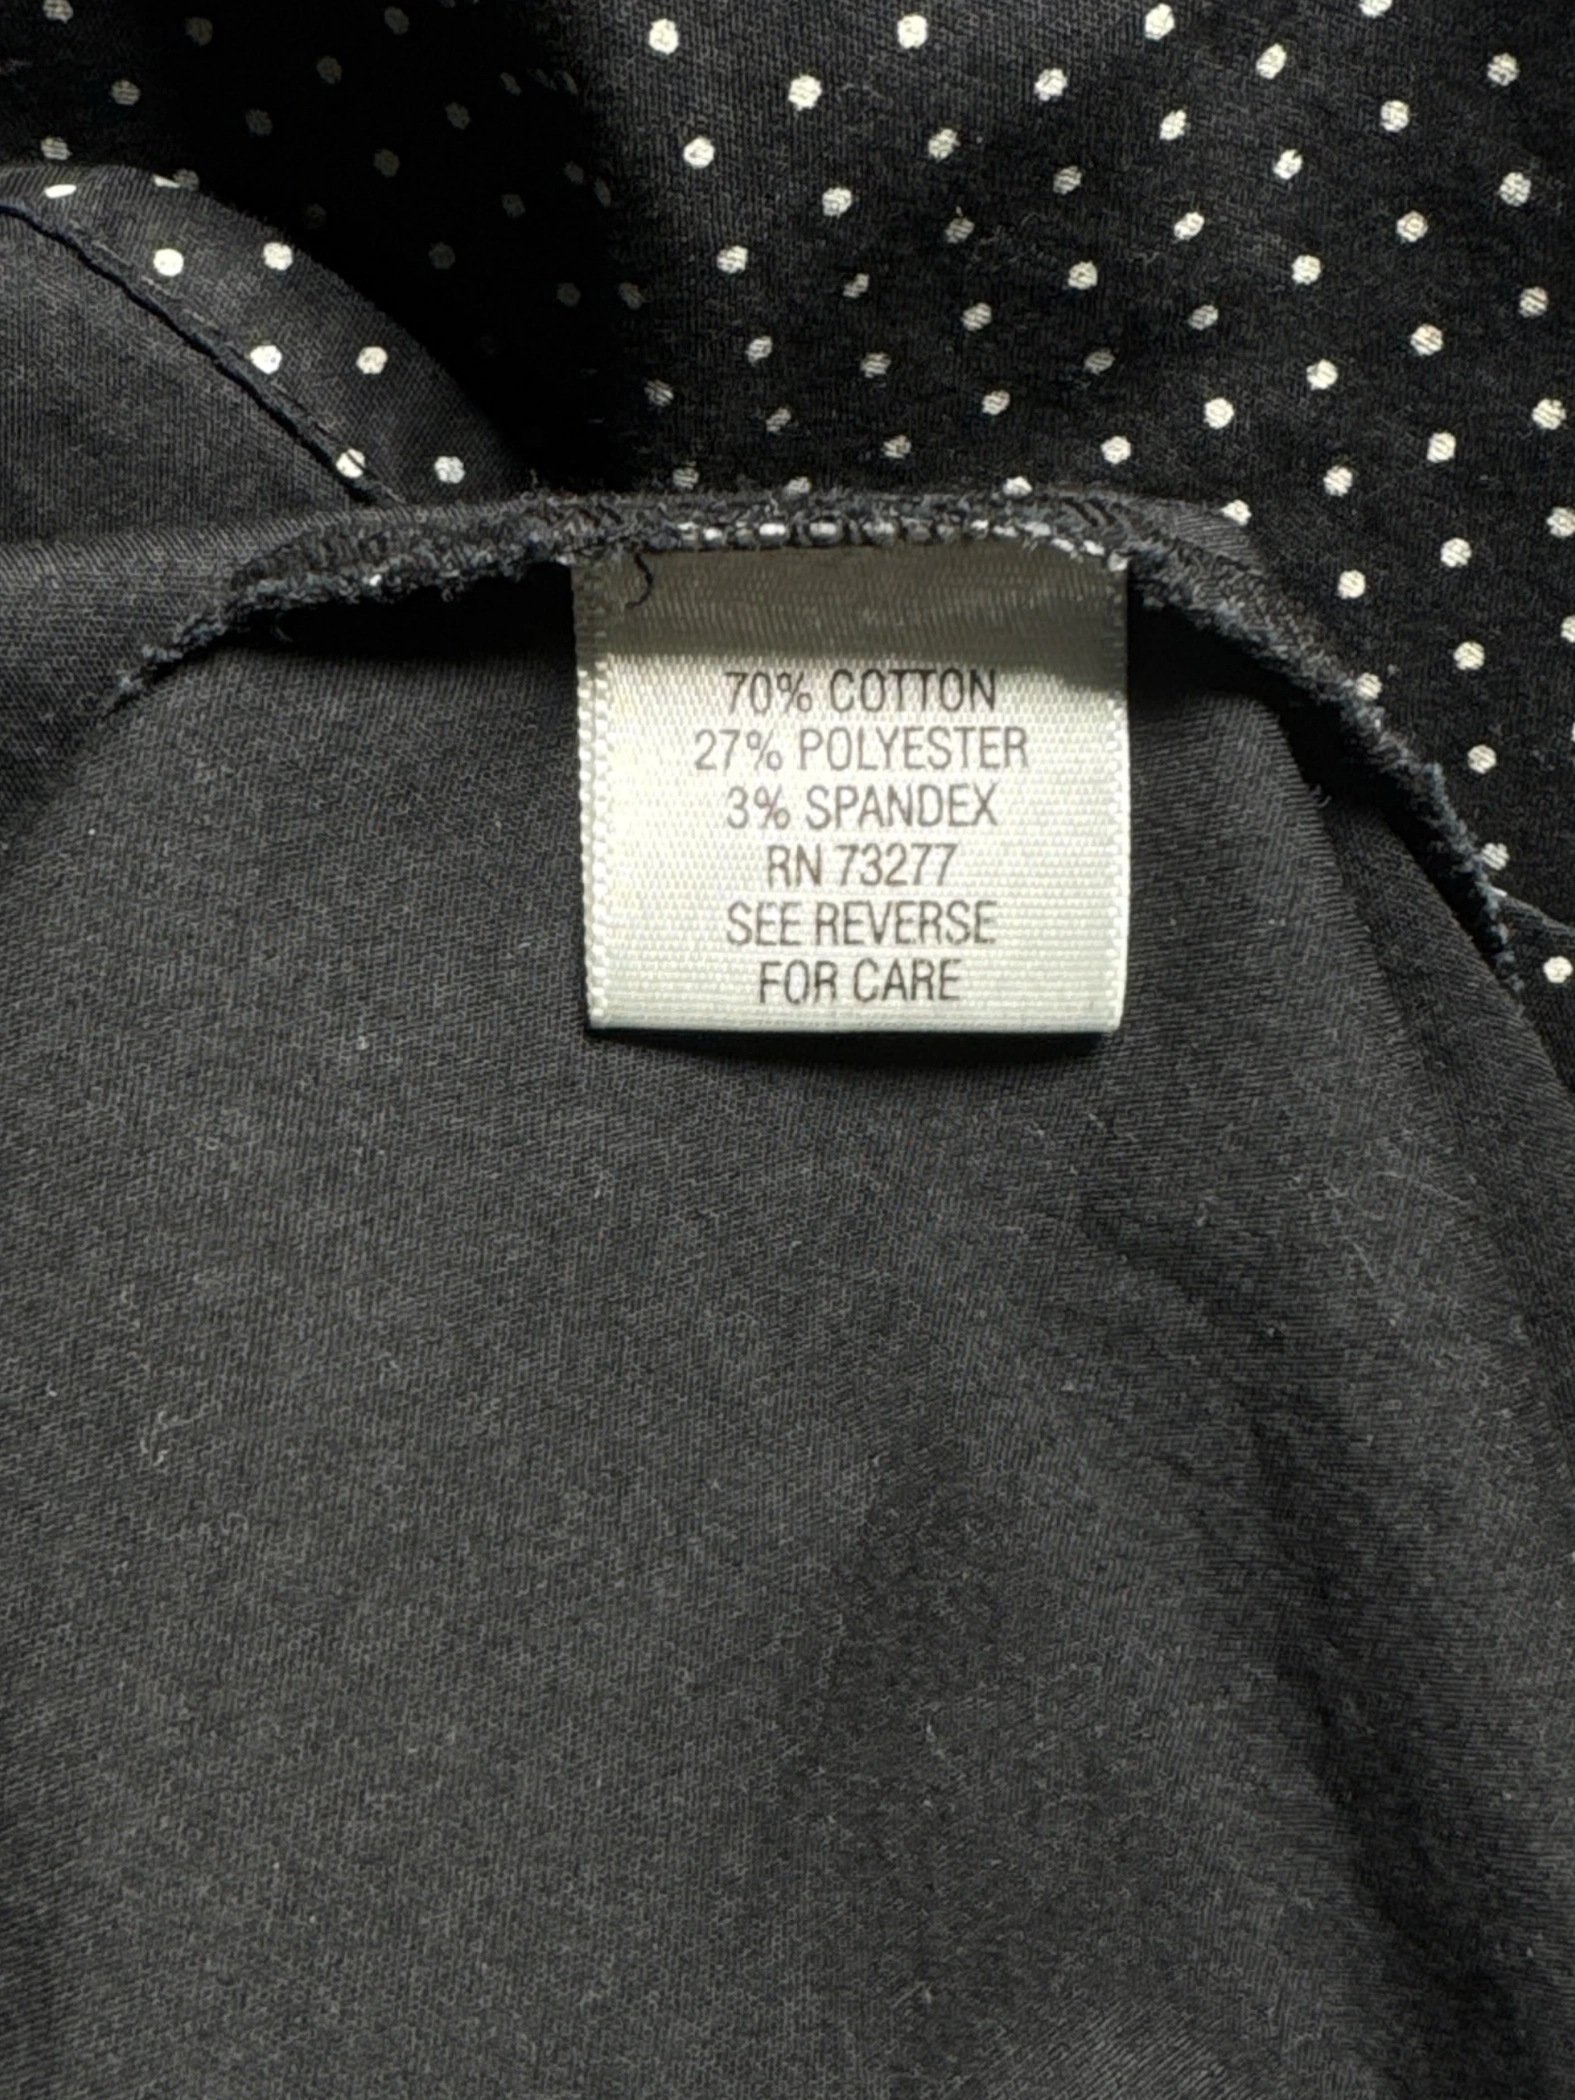 70% COTTON
27% POLYESTER
3% SPANDEX
RN 73277
SEE REVERSE
FOR CARE